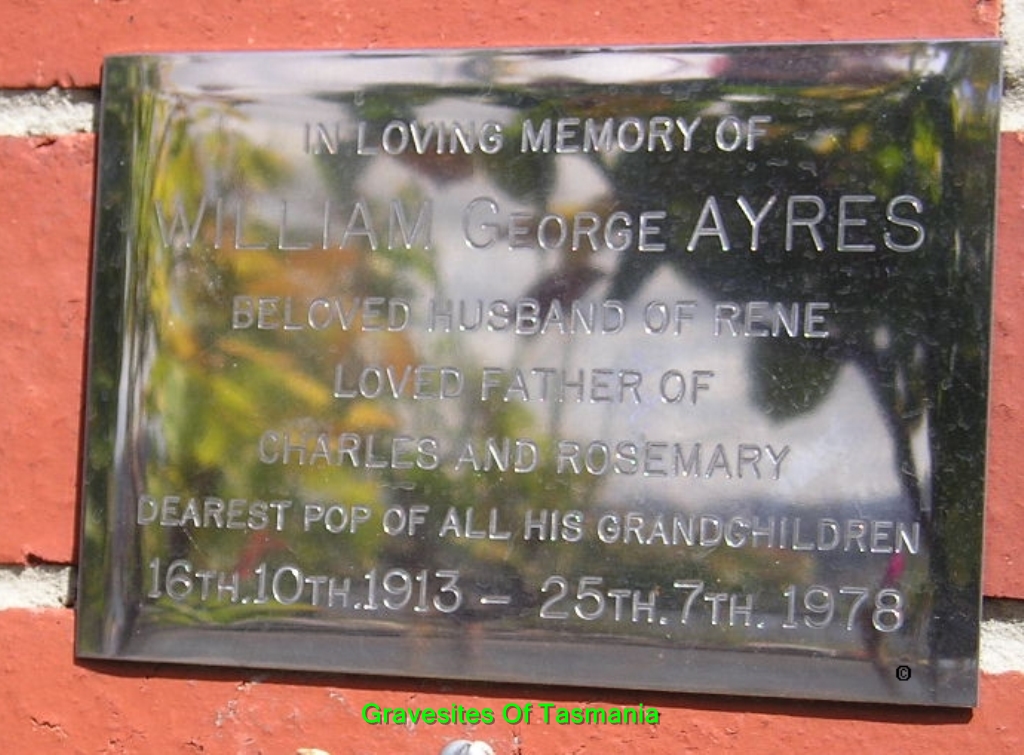 IN LOVING MEMORY OF
WILLIAM GEORGE AYRES
BELOVED HUSBAND OF RENE
LOVED FATHER OF
CHARLES AND ROSEMARY
DEAREST POP OF ALL HIS GRANDCHILDREN
16TH.10TH.1913 – 25TH.7TH.1978
©
Gravesites Of Tasmania